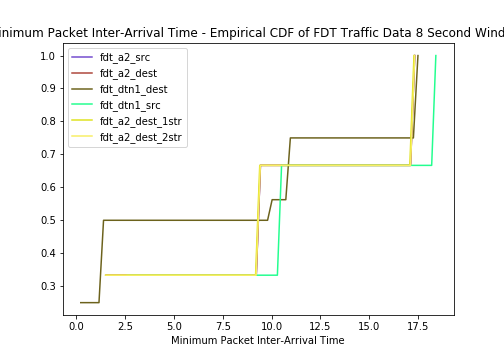 inimum Packet Inter-Arrival Time - Empirical CDF of FDT Traffic Data 8 Second Wind
fdt_a2_src
fdt_a2_dest
fdt_dtn1_dest
fdt_dtn1_src
fdt_a2_dest_1str
fdt_a2_dest_2str
1.0
0.9
0.8
0.7
0.6
0.5
0.4
0.3
0.0 2.5 5.0 7.5 10.0 12.5 15.0 17.5
Minimum Packet Inter-Arrival Time